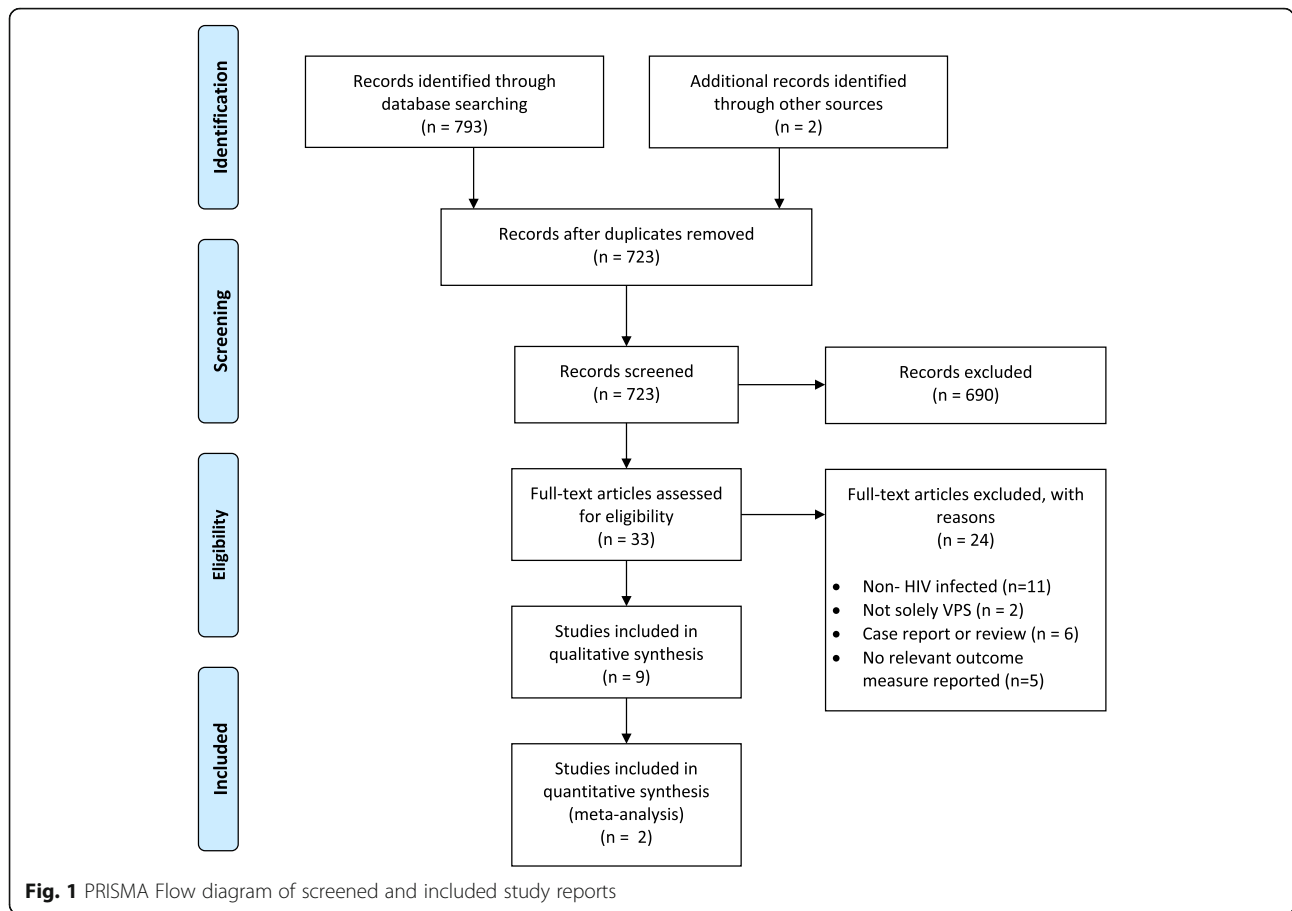 Identification
Records identified through
database searching
(n = 793)
Additional records identified
through other sources
(n = 2)
Records after duplicates removed
(n = 723)
Screening
Records screened
(n = 723)
Records excluded
(n = 690)
Eligibility
Full-text articles assessed
for eligibility
(n = 33)
Full-text articles excluded, with
reasons
(n = 24)
• Non- HIV infected (n=11)
• Not solely VPS (n = 2)
• Case report or review (n = 6)
• No relevant outcome
measure reported (n=5)
Studies included in
qualitative synthesis
(n = 9)
Included
Studies included in
quantitative synthesis
(meta-analysis)
(n = 2)
Fig. 1 PRISMA Flow diagram of screened and included study reports